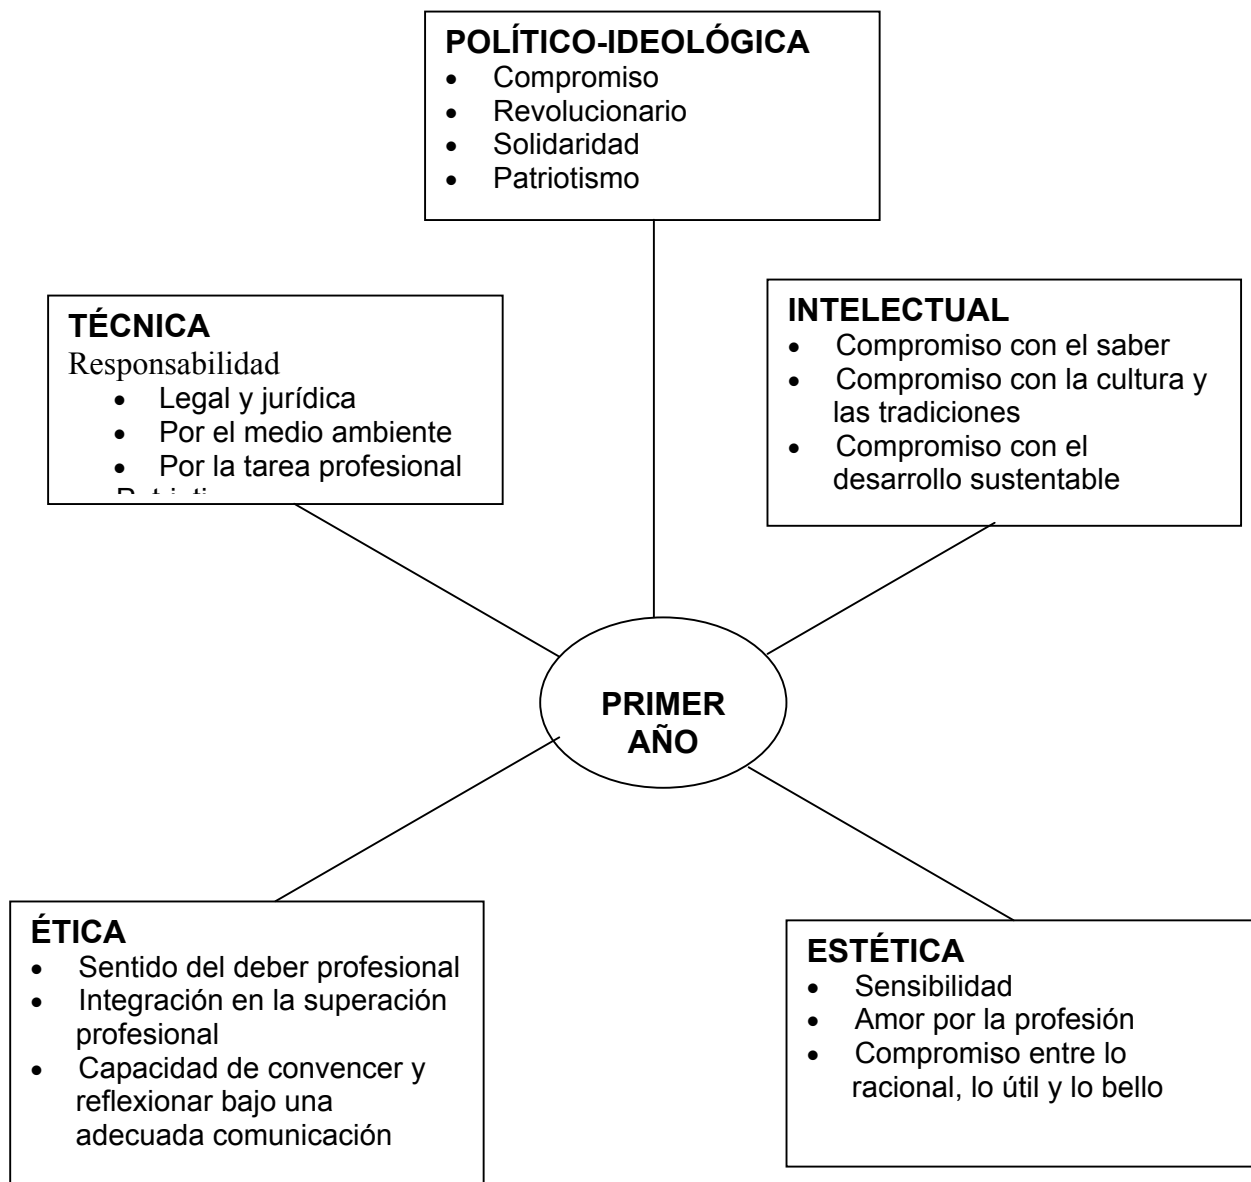 POLÍTICO-IDEOLÓGICA
• Compromiso
• Revolucionario
• Solidaridad
• Patriotismo
TÉCNICA
Responsabilidad
• Legal y jurídica
• Por el medio ambiente
• Por la tarea profesional
INTELECTUAL
• Compromiso con el saber
• Compromiso con la cultura y
las tradiciones
• Compromiso con el
desarrollo sustentable
PRIMER
AÑO
ÉTICA
• Sentido del deber profesional
• Integración en la superación
profesional
• Capacidad de convencer y
reflexionar bajo una
adecuada comunicación
ESTÉTICA
• Sensibilidad
• Amor por la profesión
• Compromiso entre lo
racional, lo útil y lo bello